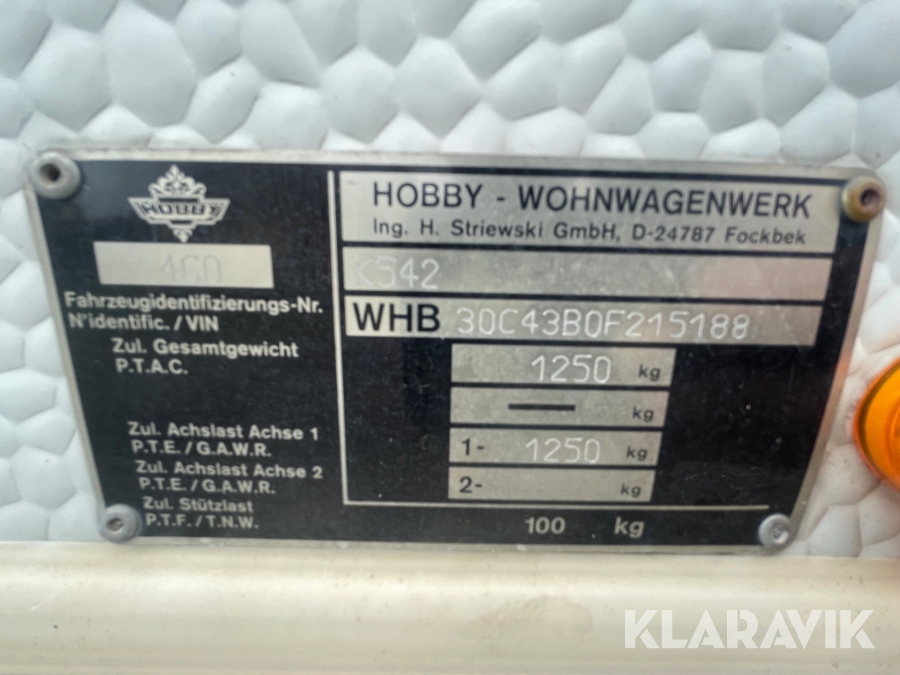 HOBBY
460
Fahrzeugidentifizierungs-Nr.
N'identific./VIN
Zul. Gesamtgewicht
P.T.A.C.
Zul. Achslast Achse 1
P.T.E./G.A.W.R.
Zul. Achslast Achse 2
P.T.E./G.A.W.R.
Zul. Stützlast
P.T.F./T.N.W.
HOBBY - WOHNWAGENWERK
Ing. H. Striewski GmbH, D-24787 Fockbek
K542
WHB 30C43B0F215188
1250 kg
— kg
1- 1250 kg
2- kg
100 kg
KLARAVIK